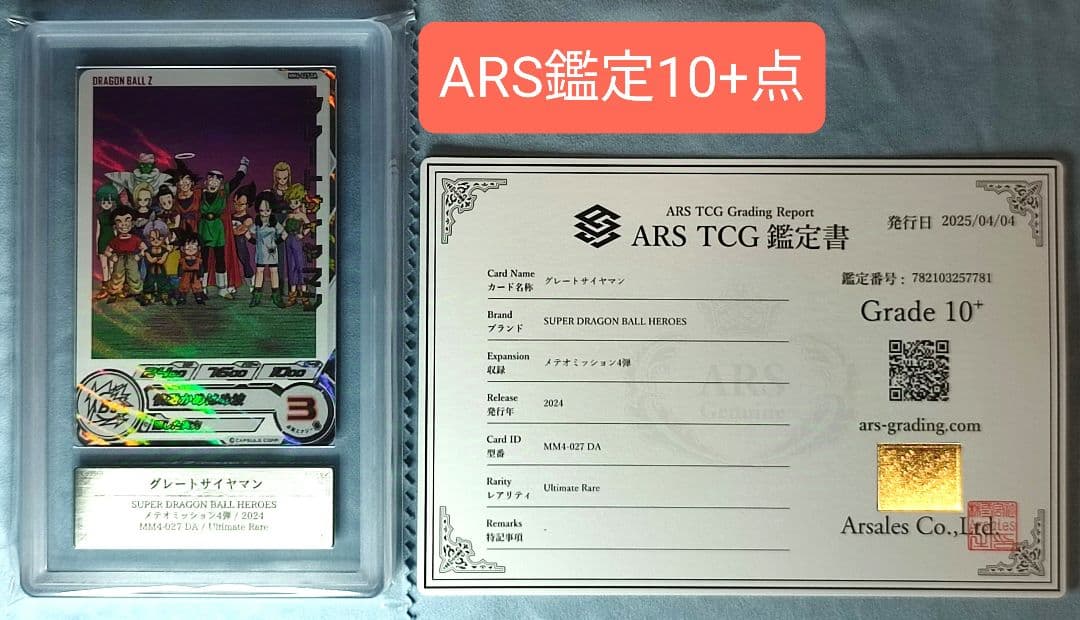 ARS鑑定10+点
DRAGON BALL Z
MM4-027 DA
3
©CAPSULE CORP.
グレートサイヤマン
SUPER DRAGON BALL HEROES
メテオミッション4弾 / 2024
MM4-027 DA / Ultimate Rare
ARS TCG Grading Report
ARS TCG 鑑定書
発行日 2025/04/04
鑑定番号 : 782103257781
Grade 10+
ars-grading.com
Arsales Co.,Ltd.
Card Name
カード名称 グレートサイヤマン
Brand
ブランド SUPER DRAGON BALL HEROES
Expansion
収録 メテオミッション4弾
Release
発行年 2024
Card ID
型番 MM4-027 DA
Rarity
レアリティ Ultimate Rare
Remarks
特記事項 -
ARS
Genuine